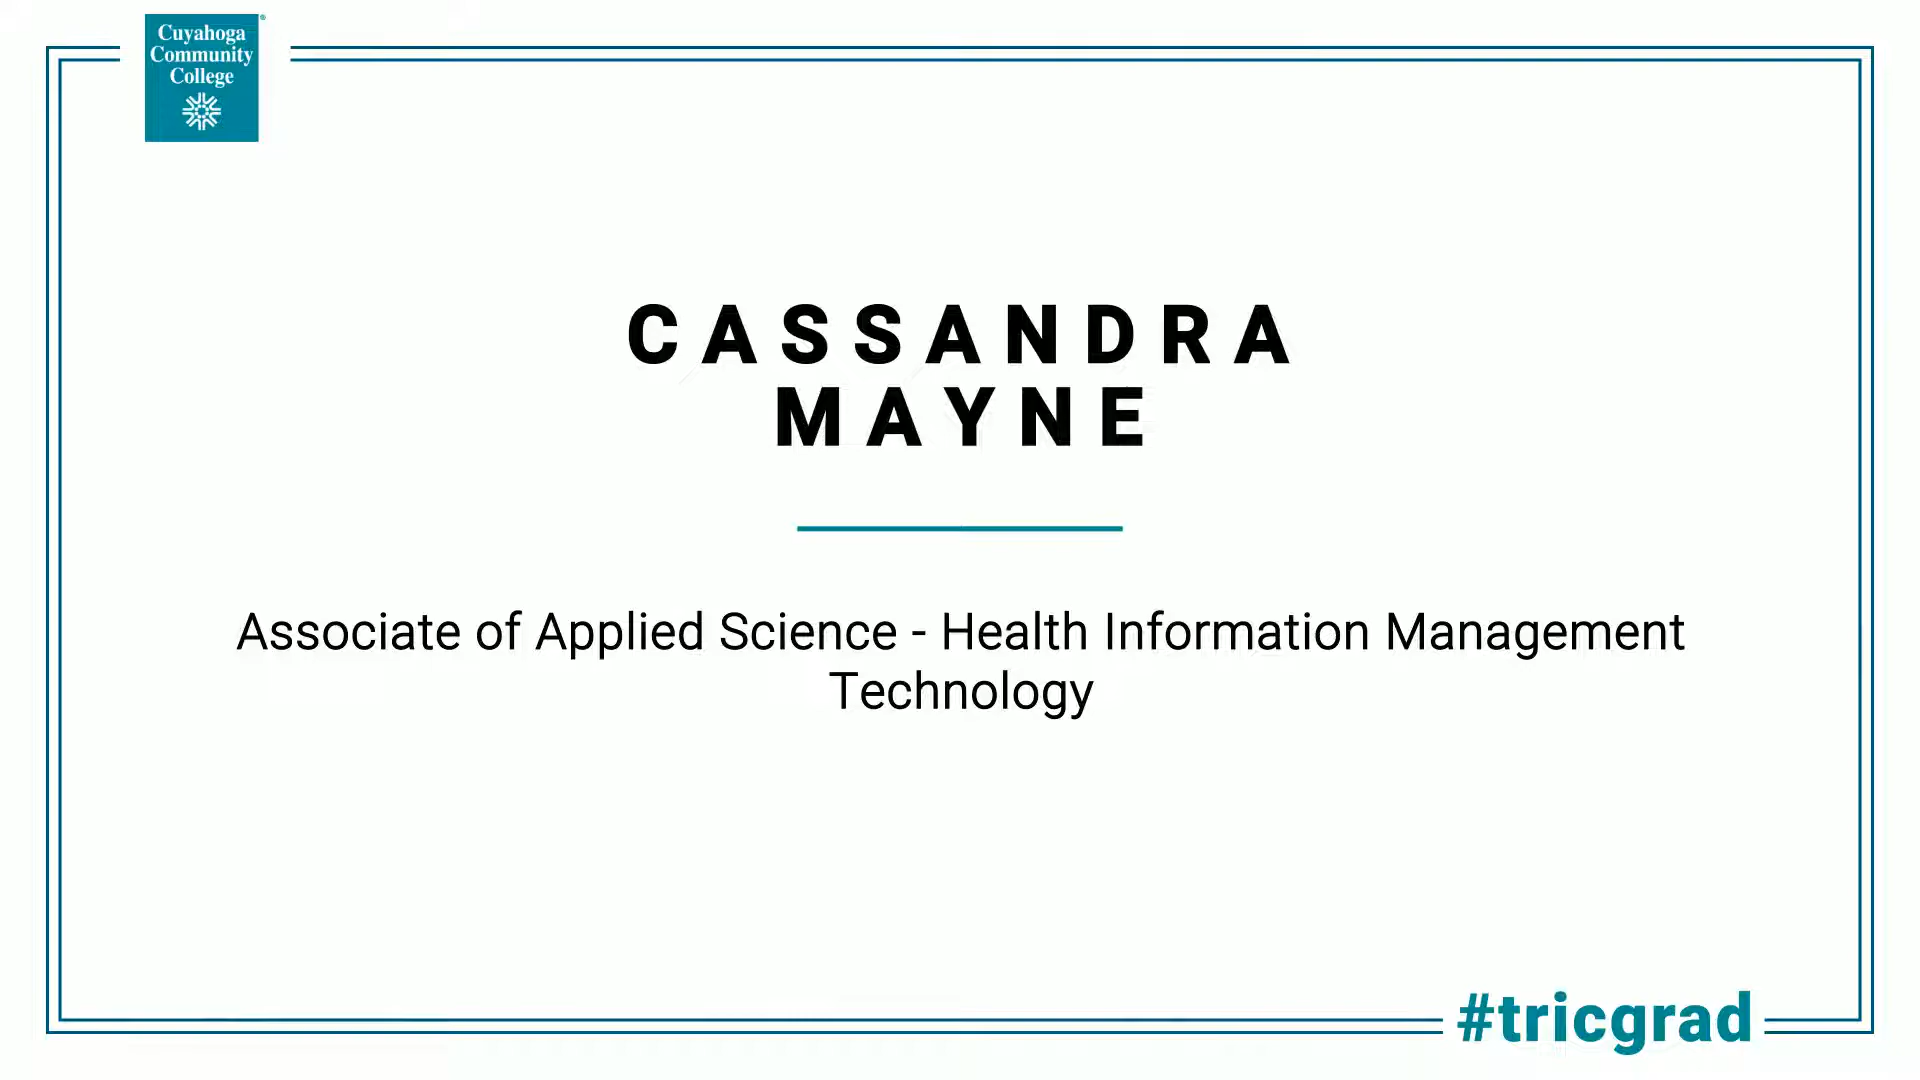 Cuyahoga
Community
College
CASSANDRA
MAYNE
Associate of Applied Science - Health Information Management
Technology
#tricgrad